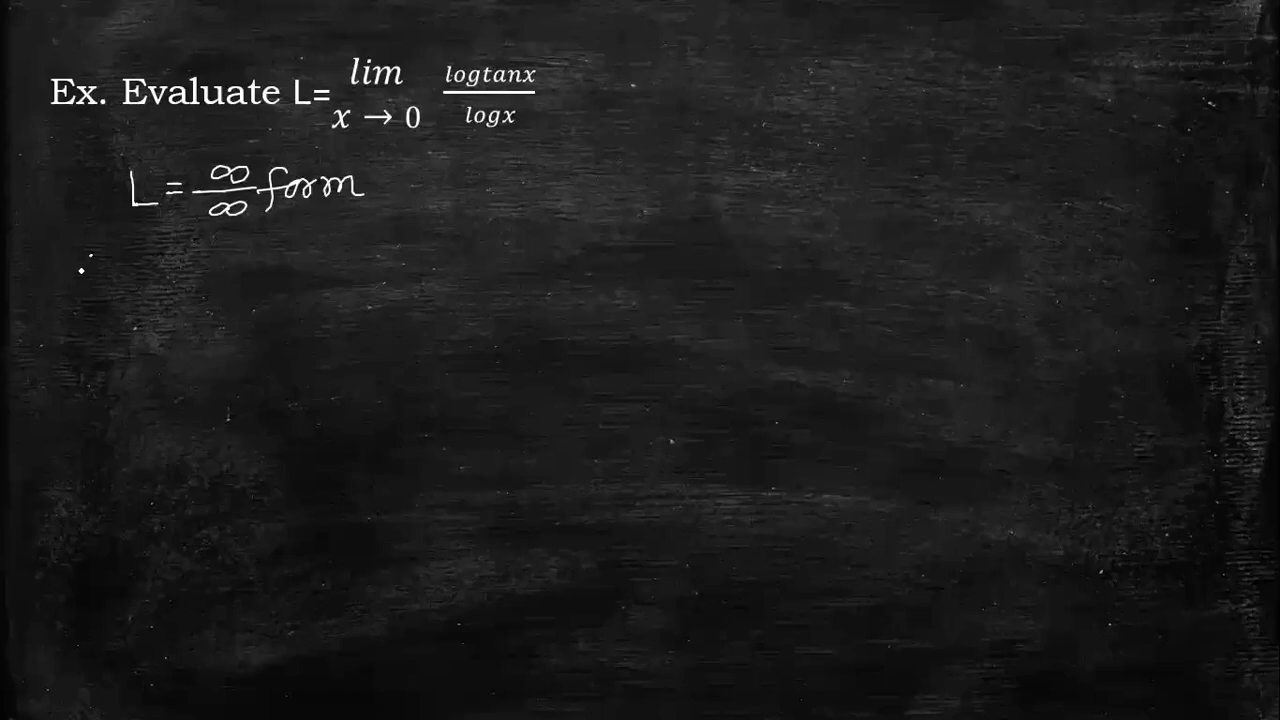 Ex. Evaluate L= lim x → 0 logtanx / logx
L = ∞/∞ form